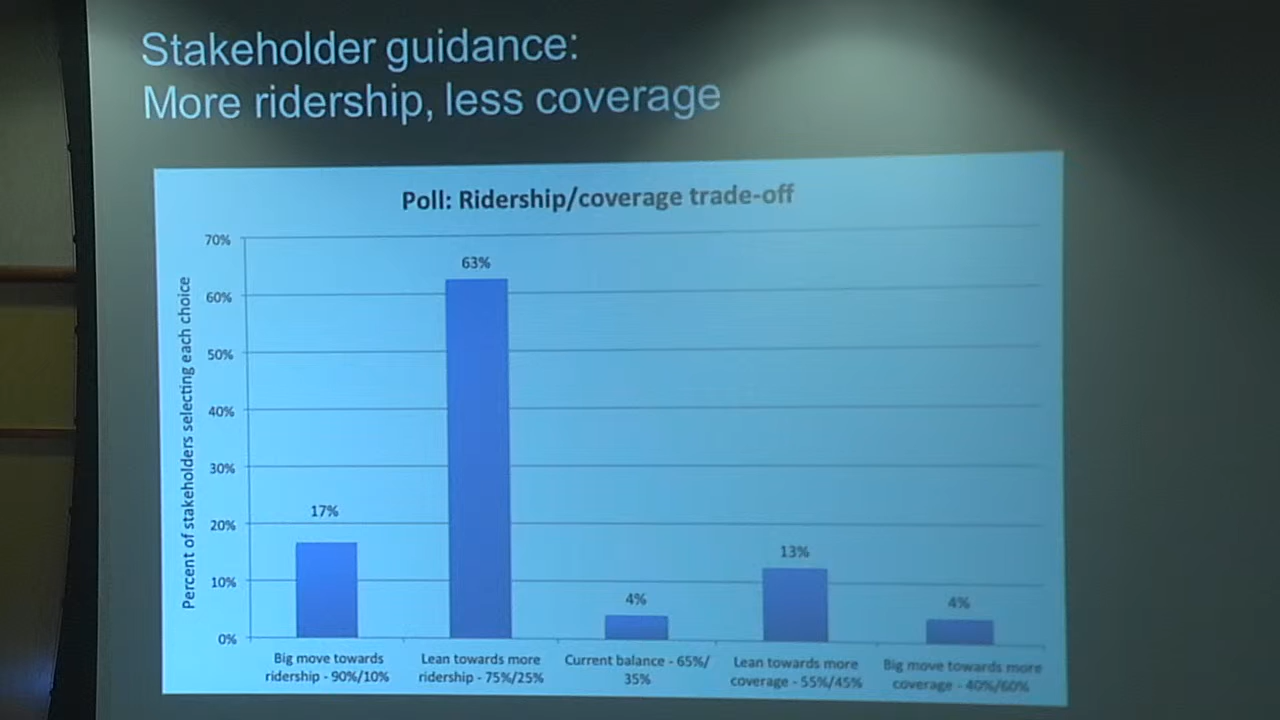 Stakeholder guidance:
More ridership, less coverage
Poll: Ridership/coverage trade-off
Percent of stakeholders selecting each choice
70%
60%
50%
40%
30%
20%
10%
0%
17%
63%
4%
13%
4%
Big move towards
ridership - 90%/10%
Lean towards more
ridership - 75%/25%
Current balance - 65%/
35%
Lean towards more
coverage - 55%/45%
Big move towards more
coverage - 40%/60%